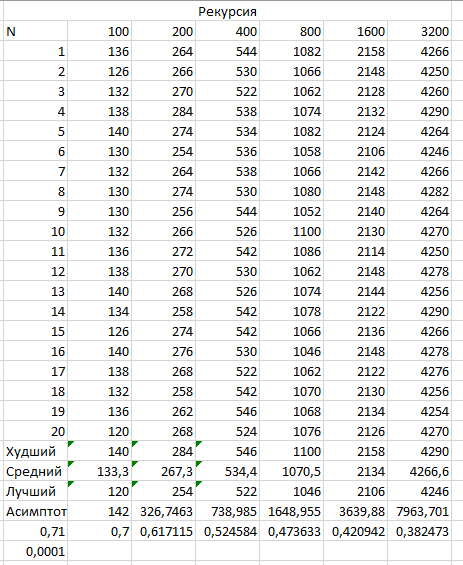 Рекурсия
N 100 200 400 800 1600 3200
1 136 264 544 1082 2158 4266
2 126 266 530 1066 2148 4250
3 132 270 522 1062 2128 4260
4 138 284 538 1074 2132 4290
5 140 274 534 1082 2124 4264
6 130 254 536 1058 2106 4246
7 132 264 538 1066 2142 4266
8 130 274 530 1080 2148 4282
9 130 256 544 1052 2140 4264
10 132 266 526 1100 2130 4270
11 136 272 542 1086 2114 4250
12 138 270 530 1062 2148 4278
13 140 268 526 1074 2144 4256
14 134 258 542 1078 2122 4290
15 126 274 542 1066 2136 4266
16 140 276 530 1046 2148 4278
17 138 268 522 1062 2122 4276
18 132 258 542 1070 2130 4256
19 136 262 546 1068 2134 4254
20 120 268 524 1076 2126 4270
Худший 140 284 546 1100 2158 4290
Средний 133,3 267,3 534,4 1070,5 2134 4266,6
Лучший 120 254 522 1046 2106 4246
Асимптот 142 326,7463 738,985 1648,955 3639,88 7963,701
0,71 0,7 0,617115 0,524584 0,473633 0,420942 0,382473
0,0001